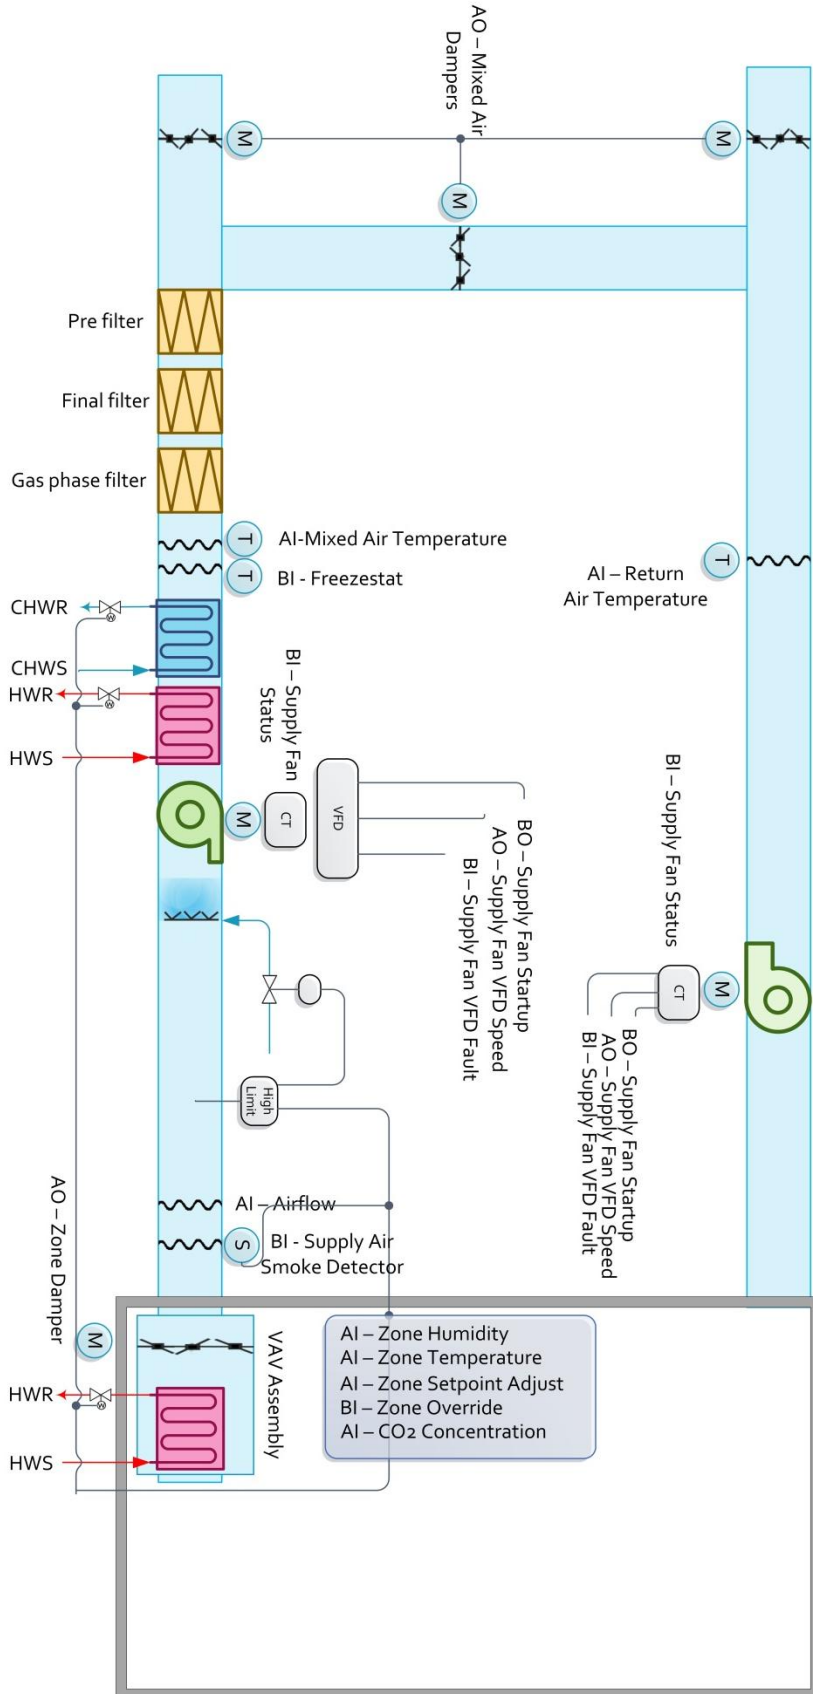 AO – Mixed Air
Dampers
M
M
M
Pre filter
Final filter
Gas phase filter
T
AI-Mixed Air Temperature
T
BI - Freezestat
T
AI – Return
Air Temperature
CHWR
W
CHWS
HWR
W
HWS
BI – Supply Fan
Status
M
CT
VFD
BO – Supply Fan Startup
AO – Supply Fan VFD Speed
BI – Supply Fan VFD Fault
BI – Supply Fan Status
CT
M
BO – Supply Fan Startup
AO – Supply Fan VFD Speed
BI – Supply Fan VFD Fault
High
Limit
AI – Airflow
S
BI - Supply Air
Smoke Detector
AO – Zone Damper
M
VAV Assembly
HWR
W
HWS
AI – Zone Humidity
AI – Zone Temperature
AI – Zone Setpoint Adjust
BI – Zone Override
AI – CO2 Concentration